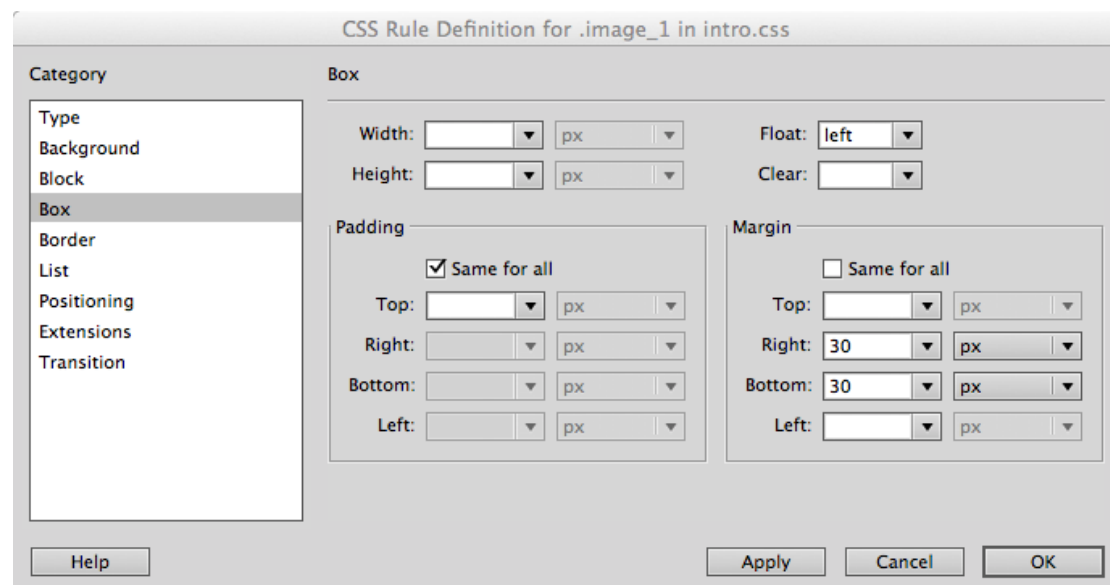 CSS Rule Definition for .image_1 in intro.css
Category
Type
Background
Block
Box
Border
List
Positioning
Extensions
Transition
Box
Width: px Float: left
Height: px Clear:
Padding
Same for all
Top: px
Right: px
Bottom: px
Left: px
Margin
Same for all
Top: px
Right: 30 px
Bottom: 30 px
Left: px
Help Apply Cancel OK